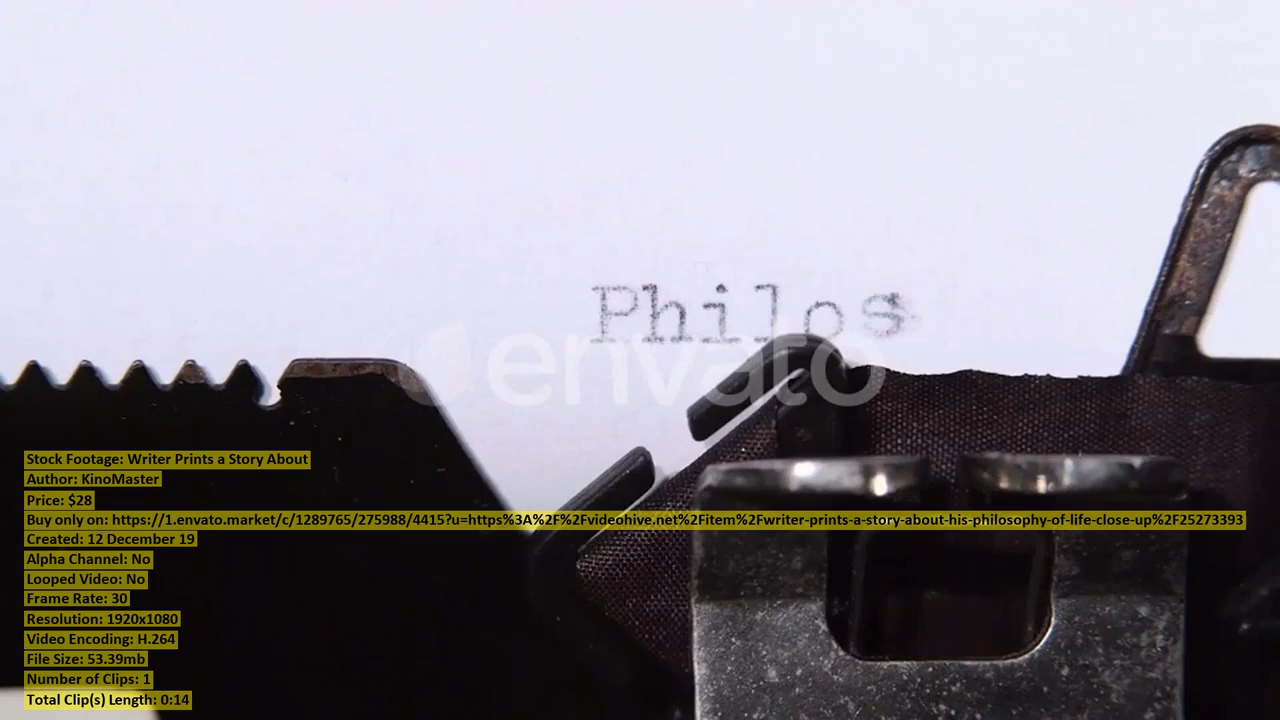 Philos
envato
Stock Footage: Writer Prints a Story About
Author: KinoMaster
Price: $28
Buy only on: https://1.envato.market/c/1289765/275988/4415?u=https%3A%2F%2Fvideohive.net%2Fitem%2Fwriter-prints-a-story-about-his-philosophy-of-life-close-up%2F25273393
Created: 12 December 19
Alpha Channel: No
Looped Video: No
Frame Rate: 30
Resolution: 1920x1080
Video Encoding: H.264
File Size: 53.39mb
Number of Clips: 1
Total Clip(s) Length: 0:14